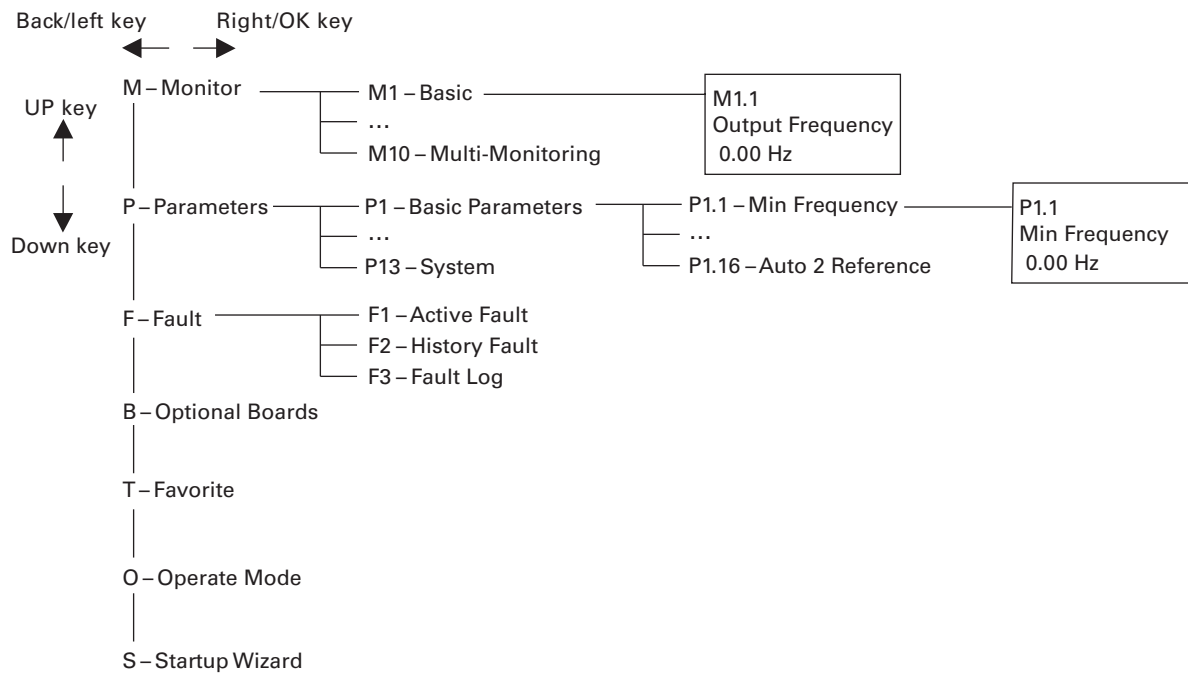 Back/left key
Right/OK key
UP key
Down key
M – Monitor
M1 – Basic
...
M10 – Multi-Monitoring
M1.1
Output Frequency
0.00 Hz
P – Parameters
P1 – Basic Parameters
...
P13 – System
P1.1 – Min Frequency
...
P1.16 – Auto 2 Reference
P1.1
Min Frequency
0.00 Hz
F – Fault
F1 – Active Fault
F2 – History Fault
F3 – Fault Log
B – Optional Boards
T – Favorite
O – Operate Mode
S – Startup Wizard